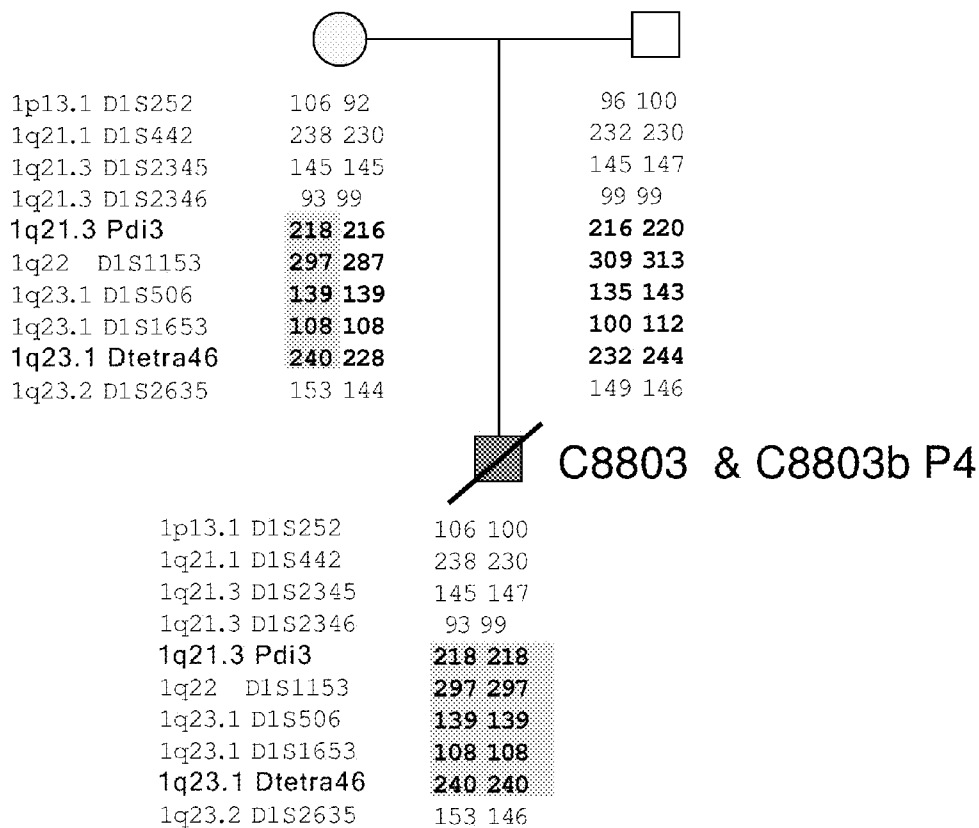 1p13.1 D1S252 106 92 96 100
1q21.1 D1S442 238 230 232 230
1q21.3 D1S2345 145 145 145 147
1q21.3 D1S2346 93 99 99 99
1q21.3 Pdi3 218 216 216 220
1q22 D1S1153 297 287 309 313
1q23.1 D1S506 139 139 135 143
1q23.1 D1S1653 108 108 100 112
1q23.1 Dtetra46 240 228 232 244
1q23.2 D1S2635 153 144 149 146
C8803 & C8803b P4
1p13.1 D1S252 106 100
1q21.1 D1S442 238 230
1q21.3 D1S2345 145 147
1q21.3 D1S2346 93 99
1q21.3 Pdi3 218 218
1q22 D1S1153 297 297
1q23.1 D1S506 139 139
1q23.1 D1S1653 108 108
1q23.1 Dtetra46 240 240
1q23.2 D1S2635 153 146